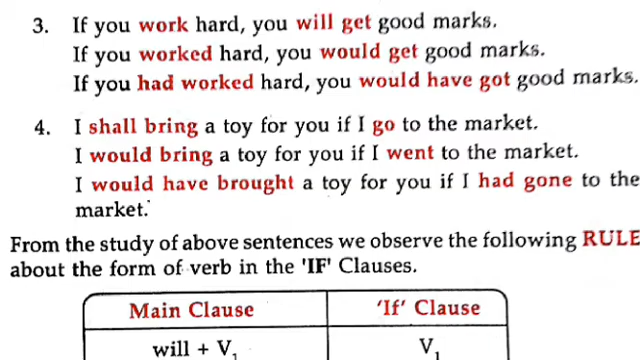 3. If you work hard, you will get good marks.
If you worked hard, you would get good marks.
If you had worked hard, you would have got good marks.
4. I shall bring a toy for you if I go to the market.
I would bring a toy for you if I went to the market.
I would have brought a toy for you if I had gone to the
market.
From the study of above sentences we observe the following RULE
about the form of verb in the 'IF' Clauses.
Main Clause 'If' Clause
will + V₁ V₁